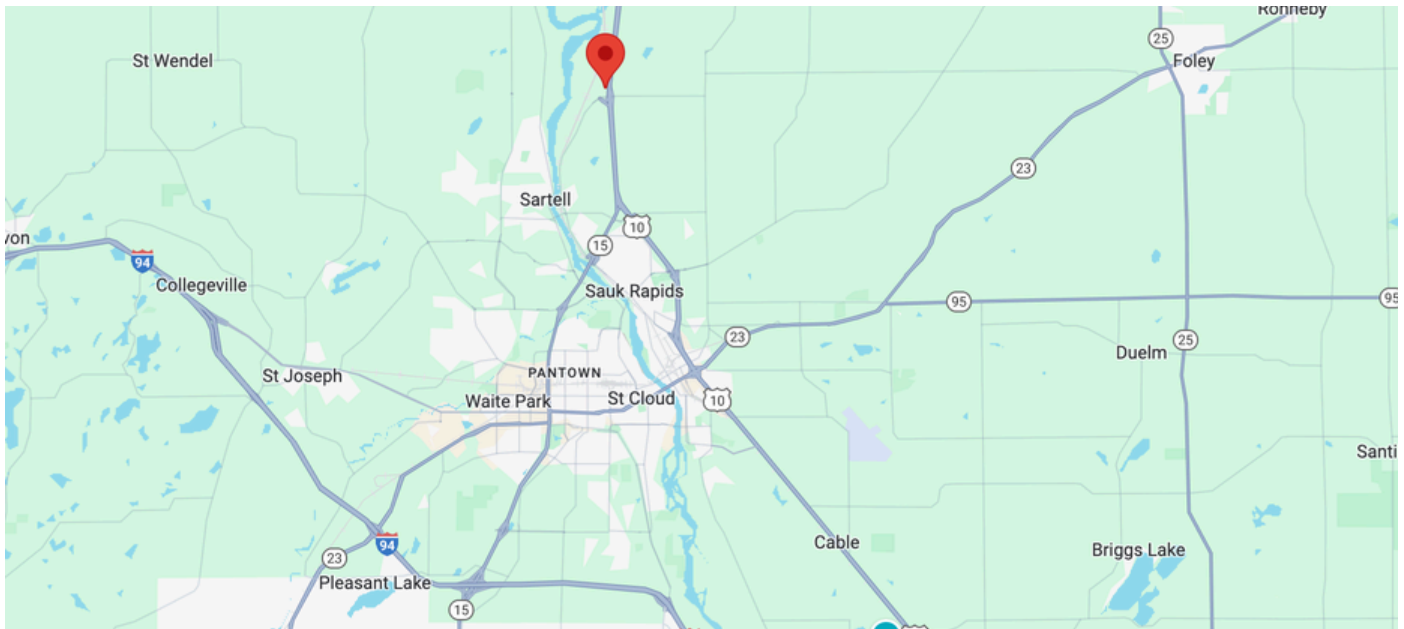 Ronneby
25
St Wendel
Foley
23
Sartell
10
15
von
94
Collegeville
Sauk Rapids
95
95
23
25
Duelm
St Joseph
PANTOWN
Waite Park
St Cloud
10
Santi
Cable
94
23
Briggs Lake
Pleasant Lake
15